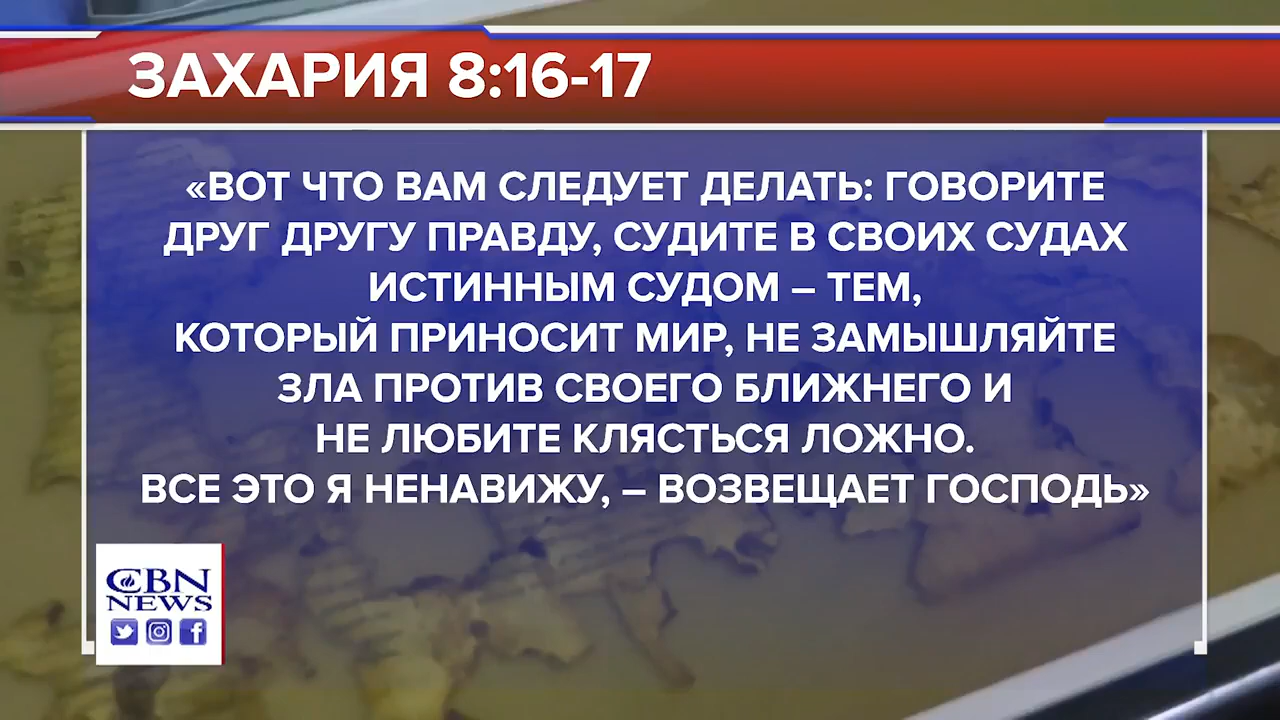 ЗАХАРИЯ 8:16-17
«ВОТ ЧТО ВАМ СЛЕДУЕТ ДЕЛАТЬ: ГОВОРИТЕ
ДРУГ ДРУГУ ПРАВДУ, СУДИТЕ В СВОИХ СУДАХ
ИСТИННЫМ СУДОМ – ТЕМ,
КОТОРЫЙ ПРИНОСИТ МИР, НЕ ЗАМЫШЛЯЙТЕ
ЗЛА ПРОТИВ СВОЕГО БЛИЖНЕГО И
НЕ ЛЮБИТЕ КЛЯСТЬСЯ ЛОЖНО.
ВСЕ ЭТО Я НЕНАВИЖУ, – ВОЗВЕЩАЕТ ГОСПОДЬ»
CBN
NEWS